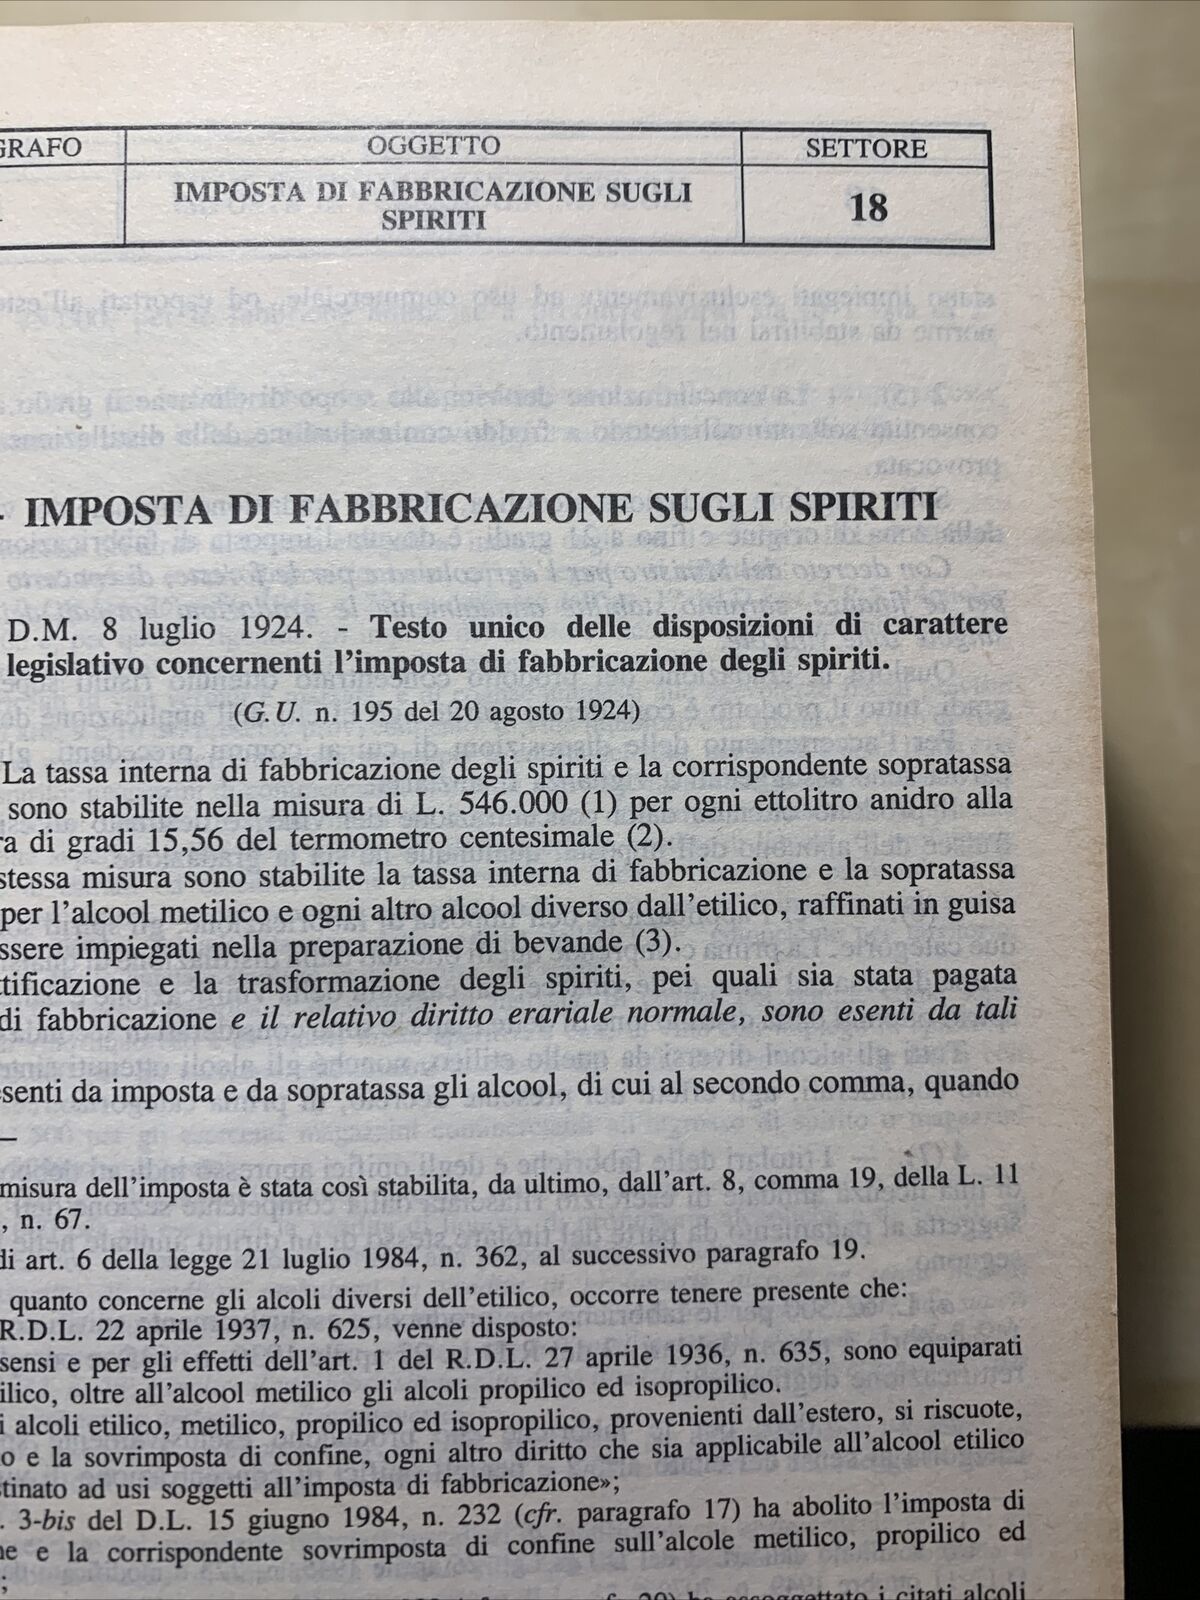 GRAFO OGGETTO SETTORE
IMPOSTA DI FABBRICAZIONE SUGLI
SPIRITI
18
- IMPOSTA DI FABBRICAZIONE SUGLI SPIRITI
D.M. 8 luglio 1924. - Testo unico delle disposizioni di carattere
legislativo concernenti l'imposta di fabbricazione degli spiriti.
(G.U. n. 195 del 20 agosto 1924)
La tassa interna di fabbricazione degli spiriti e la corrispondente sopratassa
sono stabilite nella misura di L. 546.000 (1) per ogni ettolitro anidro alla
ra di gradi 15,56 del termometro centesimale (2).
stessa misura sono stabilite la tassa interna di fabbricazione e la sopratassa
per l'alcool metilico e ogni altro alcool diverso dall'etilico, raffinati in guisa
ssere impiegati nella preparazione di bevande (3).
tificazione e la trasformazione degli spiriti, pei quali sia stata pagata
di fabbricazione e il relativo diritto erariale normale, sono esenti da tali
senti da imposta e da sopratassa gli alcool, di cui al secondo comma, quando
misura dell'imposta è stata così stabilita, da ultimo, dall'art. 8, comma 19, della L. 11
, n. 67.
di art. 6 della legge 21 luglio 1984, n. 362, al successivo paragrafo 19.
quanto concerne gli alcoli diversi dell'etilico, occorre tenere presente che:
R.D.L. 22 aprile 1937, n. 625, venne disposto:
sensi e per gli effetti dell'art. 1 del R.D.L. 27 aprile 1936, n. 635, sono equiparati
ilico, oltre all'alcool metilico gli alcoli propilico ed isopropilico.
i alcoli etilico, metilico, propilico ed isopropilico, provenienti dall'estero, si riscuote,
o e la sovrimposta di confine, ogni altro diritto che sia applicabile all'alcool etilico
tinato ad usi soggetti all'imposta di fabbricazione»;
. 3-bis del D.L. 15 giugno 1984, n. 232 (cfr. paragrafo 17) ha abolito l'imposta di
ne e la corrispondente sovrimposta di confine sull'alcole metilico, propilico ed
;
20) ha assoggettato i citati alcoli